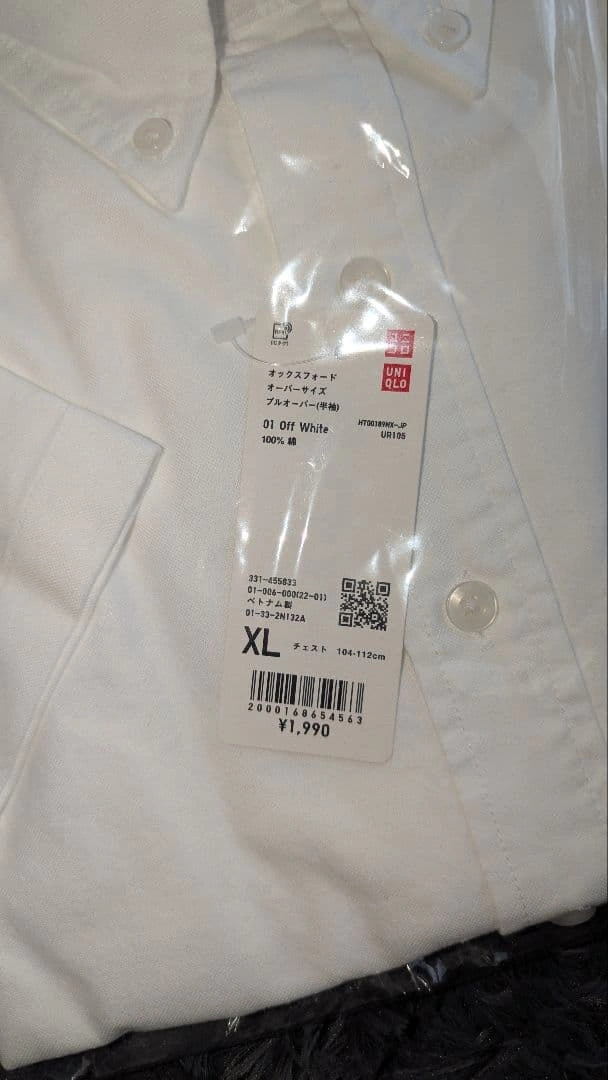 UNI
QLO
オックスフォード
オーバーサイズ
プルオーバー(半袖)
01 Off White
HT00189HX-JP
100% 綿
UR105
331-455833
01-006-000(22-01)
ベトナム製
01-33-2N132A
XL チェスト 104-112cm
2000168654563
¥1,990